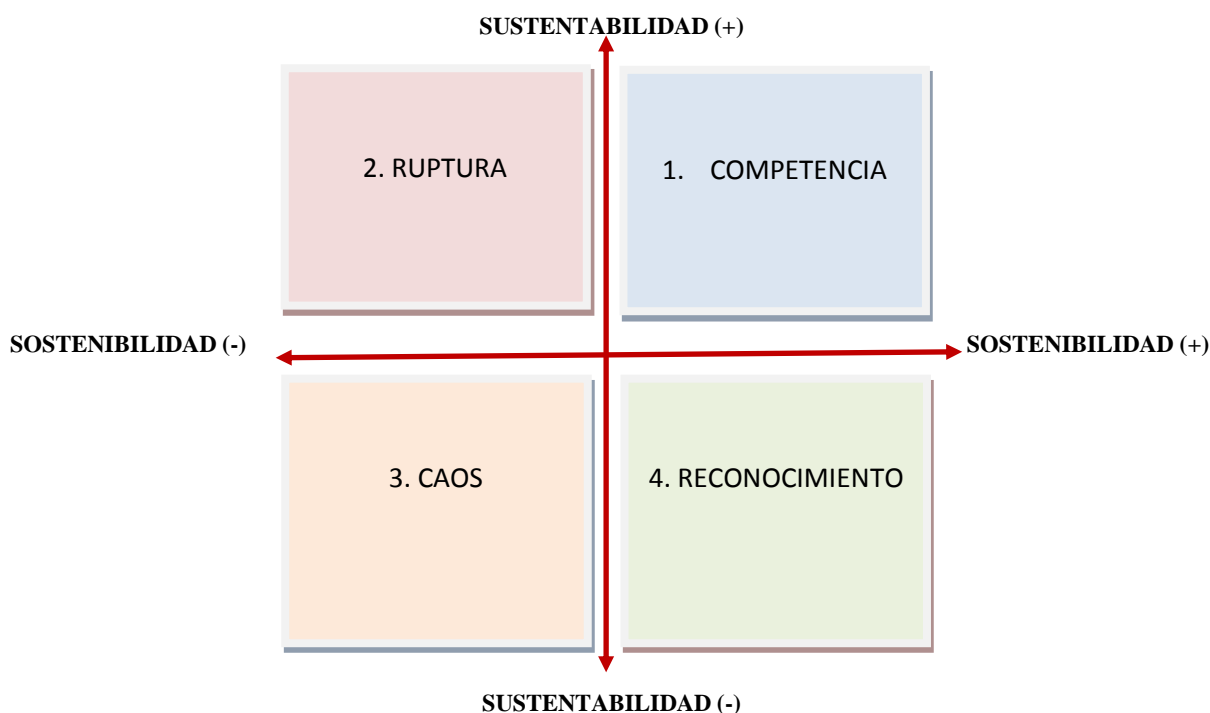 SUSTENTABILIDAD (+)
2. RUPTURA
1. COMPETENCIA
SOSTENIBILIDAD (-)
SOSTENIBILIDAD (+)
3. CAOS
4. RECONOCIMIENTO
SUSTENTABILIDAD (-)